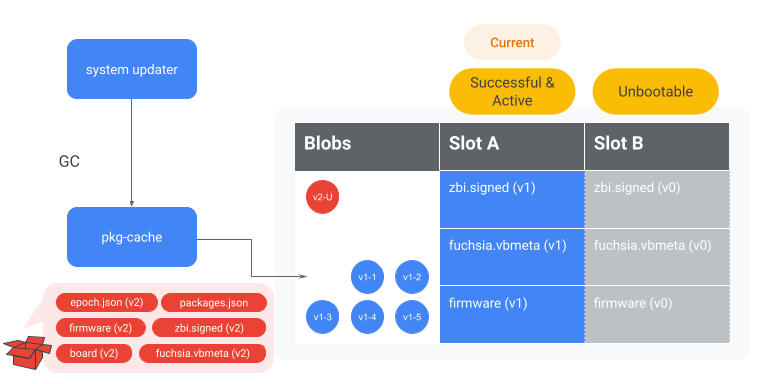 Current
system updater
Successful &
Active
Unbootable
GC
Blobs
Slot A
Slot B
v2-U
zbi.signed (v1)
zbi.signed (v0)
pkg-cache
fuchsia.vbmeta (v1)
fuchsia.vbmeta (v0)
v1-1
v1-2
epoch.json (v2)
packages.json
firmware (v1)
firmware (v0)
v1-3
v1-4
v1-5
firmware (v2)
zbi.signed (v2)
board (v2)
fuchsia.vbmeta (v2)